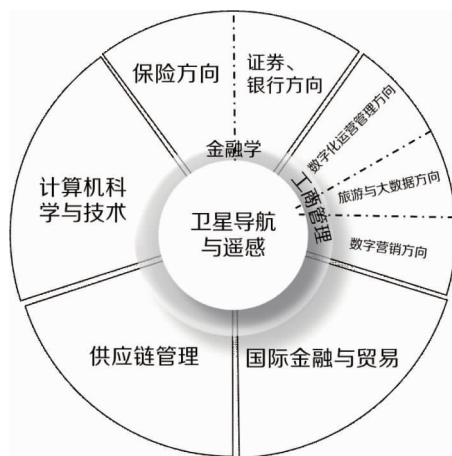 保险方向
证券、
银行方向
数字化运营管理方向
金融学
工商管理
旅游与大数据方向
计算机科
学与技术
卫星导航
与遥感
数字营销方向
供应链管理
国际金融与贸易